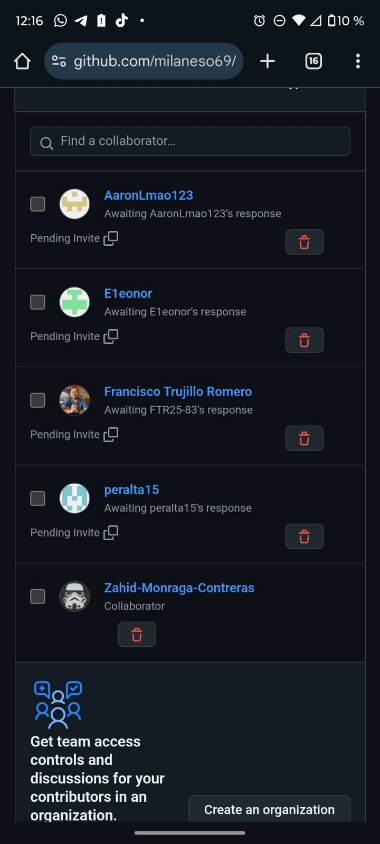 12:16
10 %
github.com/milaneso69/
16
Find a collaborator...
AaronLmao123
Awaiting AaronLmao123's response
Pending Invite
E1eonor
Awaiting E1eonor's response
Pending Invite
Francisco Trujillo Romero
Awaiting FTR25-83's response
Pending Invite
peralta15
Awaiting peralta15's response
Pending Invite
Zahid-Monraga-Contreras
Collaborator
Get team access
controls and
discussions for your
contributors in an
organization.
Create an organization